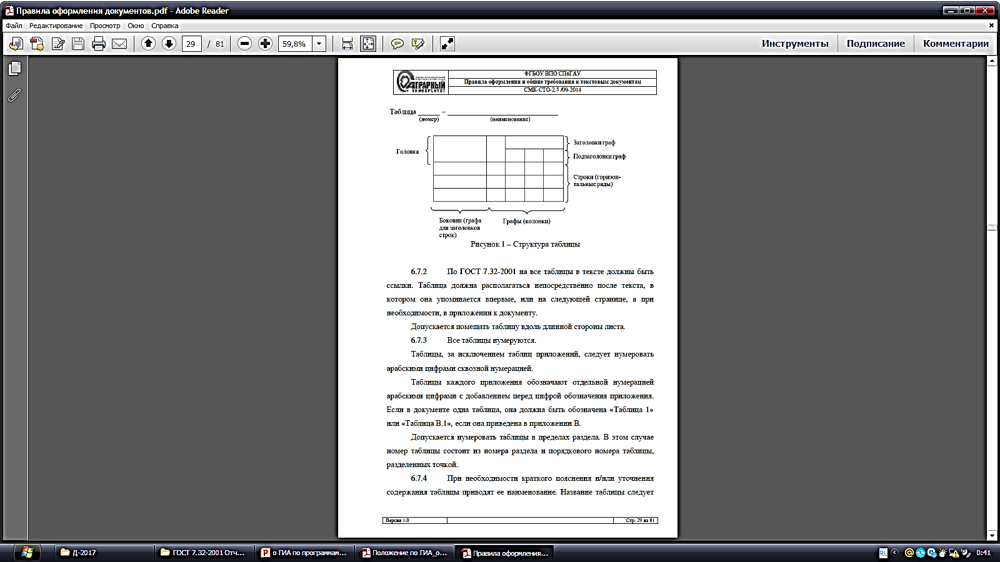 Правила оформления документов.pdf - Adobe Reader
Файл Редактирование Просмотр Окно Справка
29 / 81 59,8% Инструменты Подписание Комментарии
АГРАРНЫЙ
УНИВЕРСИТЕТ
ФГБОУ ВПО СПбГАУ
Правила оформления и общие требования к текстовым документам
СМК-СТО-2.5 /09-2014
Таблица ______ – ______________________________
(номер) (наименование)
Головка
Заголовки граф
Подзаголовки граф
Строки (горизон-
тальные ряды)
Боковик (графа
для заголовков
строк)
Графы (колонки)
Рисунок 1 – Структура таблицы
6.7.2 По ГОСТ 7.32-2001 на все таблицы в тексте должны быть
ссылки. Таблица должна располагаться непосредственно после текста, в
котором она упоминается впервые, или на следующей странице, а при
необходимости, в приложении к документу.
Допускается помещать таблицу вдоль длинной стороны листа.
6.7.3 Все таблицы нумеруются.
Таблицы, за исключением таблиц приложений, следует нумеровать
арабскими цифрами сквозной нумерацией.
Таблицы каждого приложения обозначают отдельной нумерацией
арабскими цифрами с добавлением перед цифрой обозначения приложения.
Если в документе одна таблица, она должна быть обозначена «Таблица 1»
или «Таблица В.1», если она приведена в приложении В.
Допускается нумеровать таблицы в пределах раздела. В этом случае
номер таблицы состоит из номера раздела и порядкового номера таблицы,
разделенных точкой.
6.7.4 При необходимости краткого пояснения и/или уточнения
содержания таблицы приводят ее наименование. Название таблицы следует
Версия 1.0 Стр. 29 из 81
Д-2017 ГОСТ 7.32-2001 Отч... о ГИА по программам... Положение по ГИА_о... Правила оформления... RL 0:41